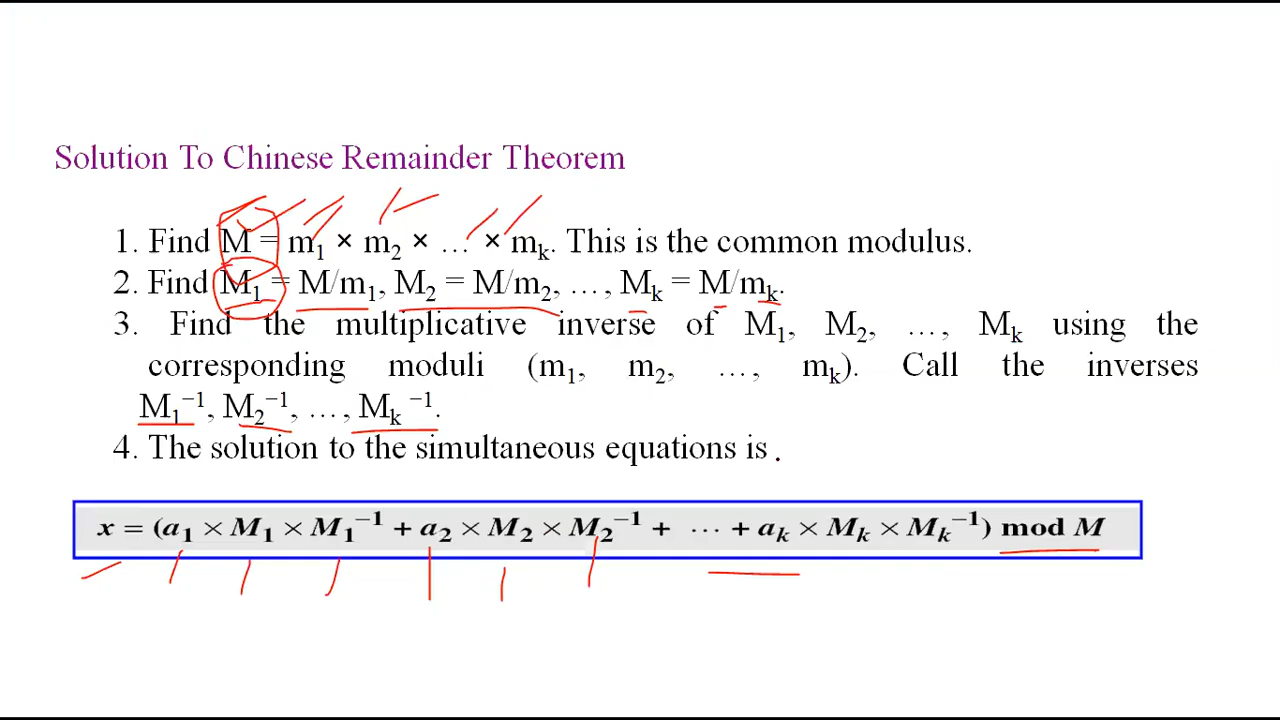 Solution To Chinese Remainder Theorem
1. Find M = m₁ × m₂ × … × mₖ. This is the common modulus.
2. Find M₁ = M/m₁, M₂ = M/m₂, …, Mₖ = M/mₖ.
3. Find the multiplicative inverse of M₁, M₂, …, Mₖ using the
corresponding moduli (m₁, m₂, …, mₖ). Call the inverses
M₁⁻¹, M₂⁻¹, …, Mₖ⁻¹.
4. The solution to the simultaneous equations is .
x = (a₁ × M₁ × M₁⁻¹ + a₂ × M₂ × M₂⁻¹ + … + aₖ × Mₖ × Mₖ⁻¹) mod M